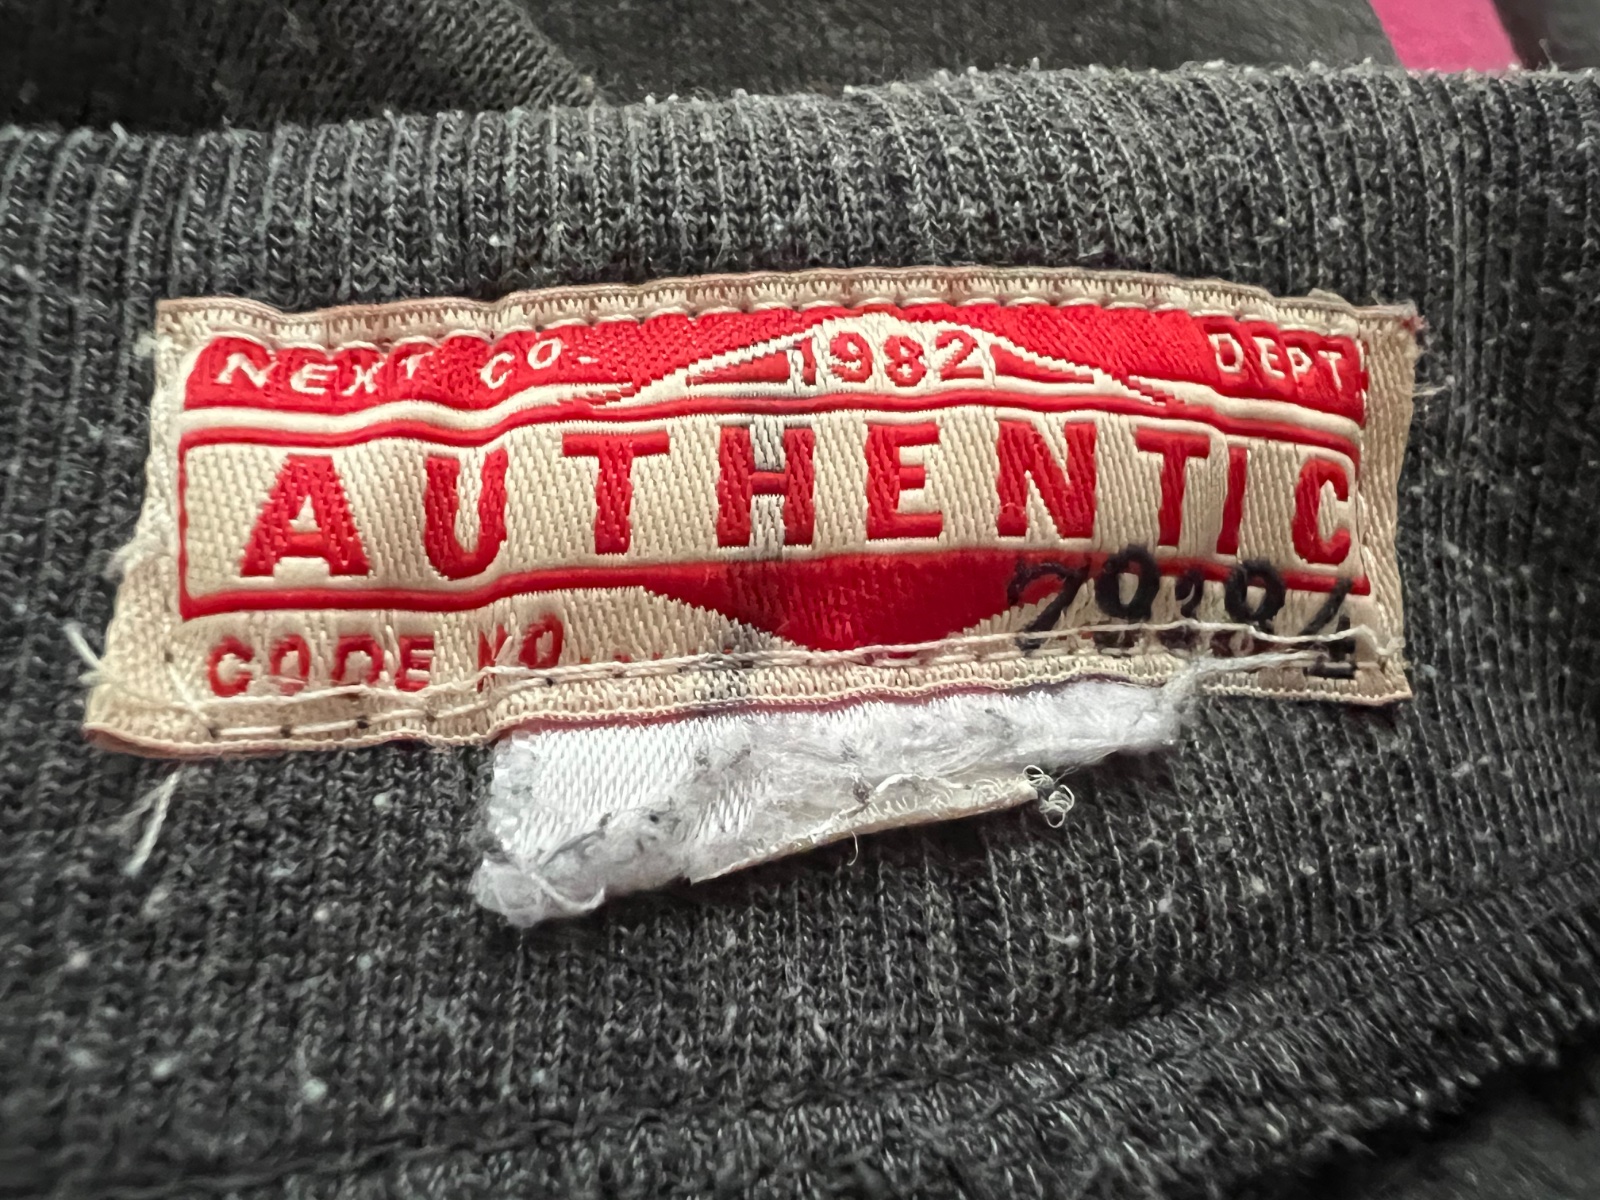 NEXT CO. 1982 DEPT
AUTHENTIC
CODE NO.